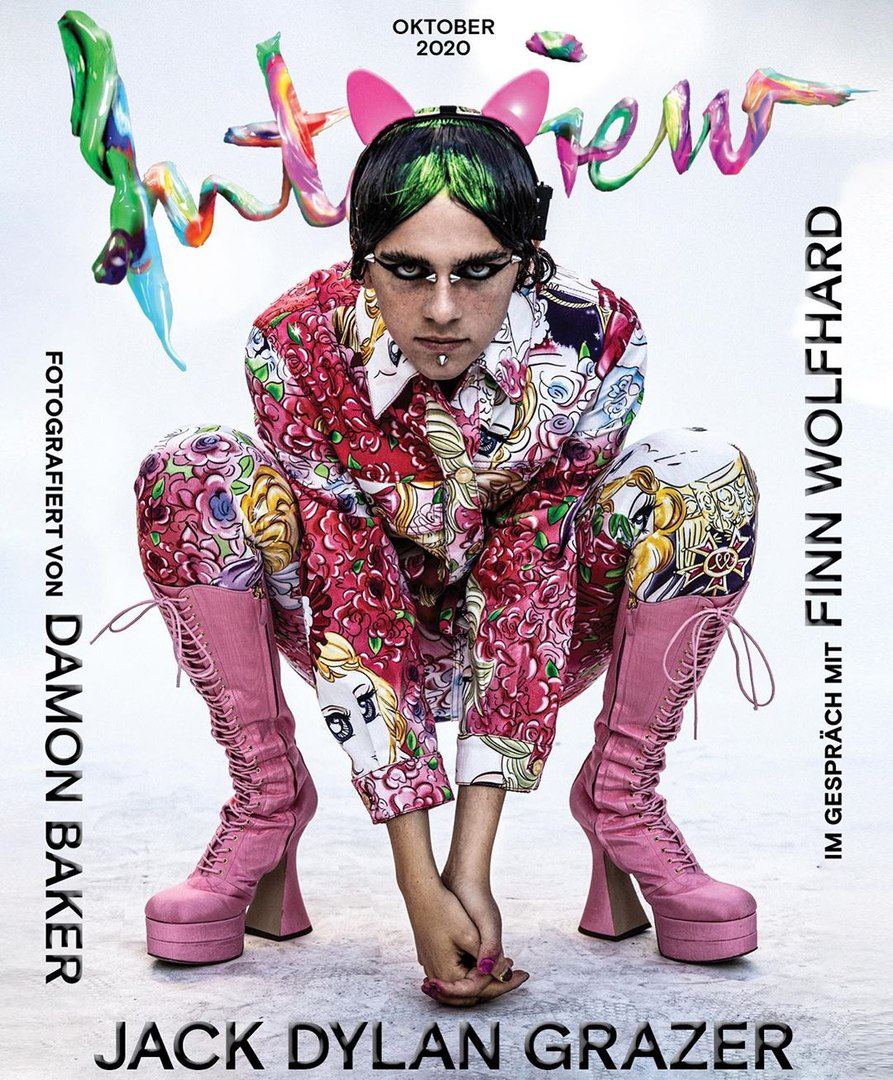 OKTOBER
2020
Interview
FOTOGRAFIERT VON DAMON BAKER
IM GESPRÄCH MIT FINN WOLFHARD
JACK DYLAN GRAZER